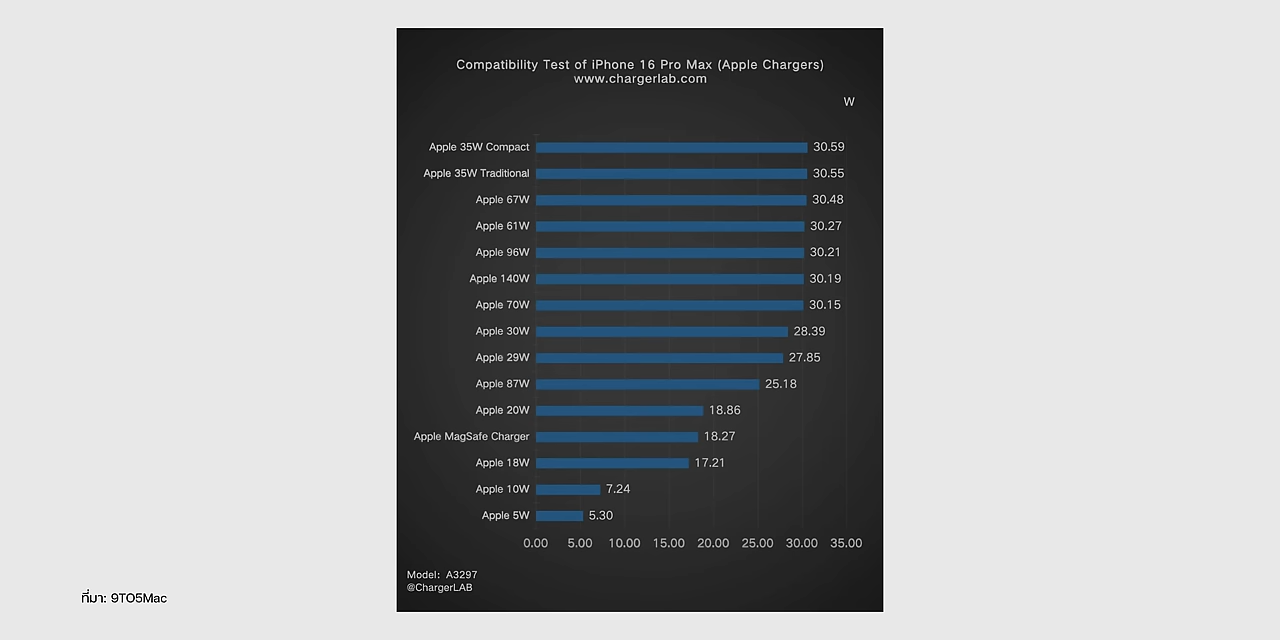 Compatibility Test of iPhone 16 Pro Max (Apple Chargers)
www.chargerlab.com
W
Apple 35W Compact 30.59
Apple 35W Traditional 30.55
Apple 67W 30.48
Apple 61W 30.27
Apple 96W 30.21
Apple 140W 30.19
Apple 70W 30.15
Apple 30W 28.39
Apple 29W 27.85
Apple 87W 25.18
Apple 20W 18.86
Apple MagSafe Charger 18.27
Apple 18W 17.21
Apple 10W 7.24
Apple 5W 5.30
0.00 5.00 10.00 15.00 20.00 25.00 30.00 35.00
Model: A3297
@ChargerLAB
ที่มา: 9TO5Mac